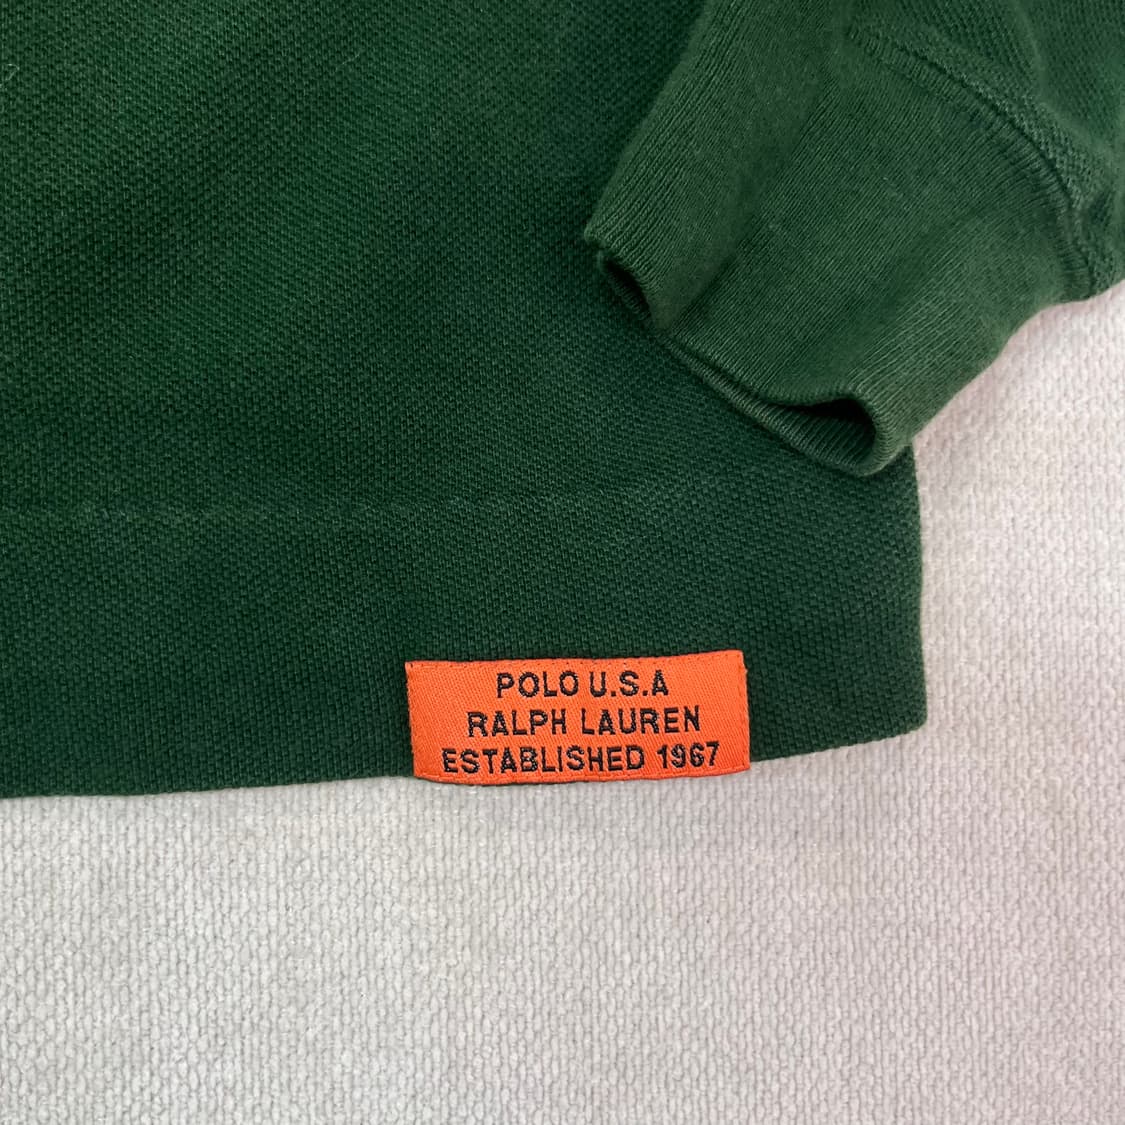 POLO U.S.A
RALPH LAUREN
ESTABLISHED 1967